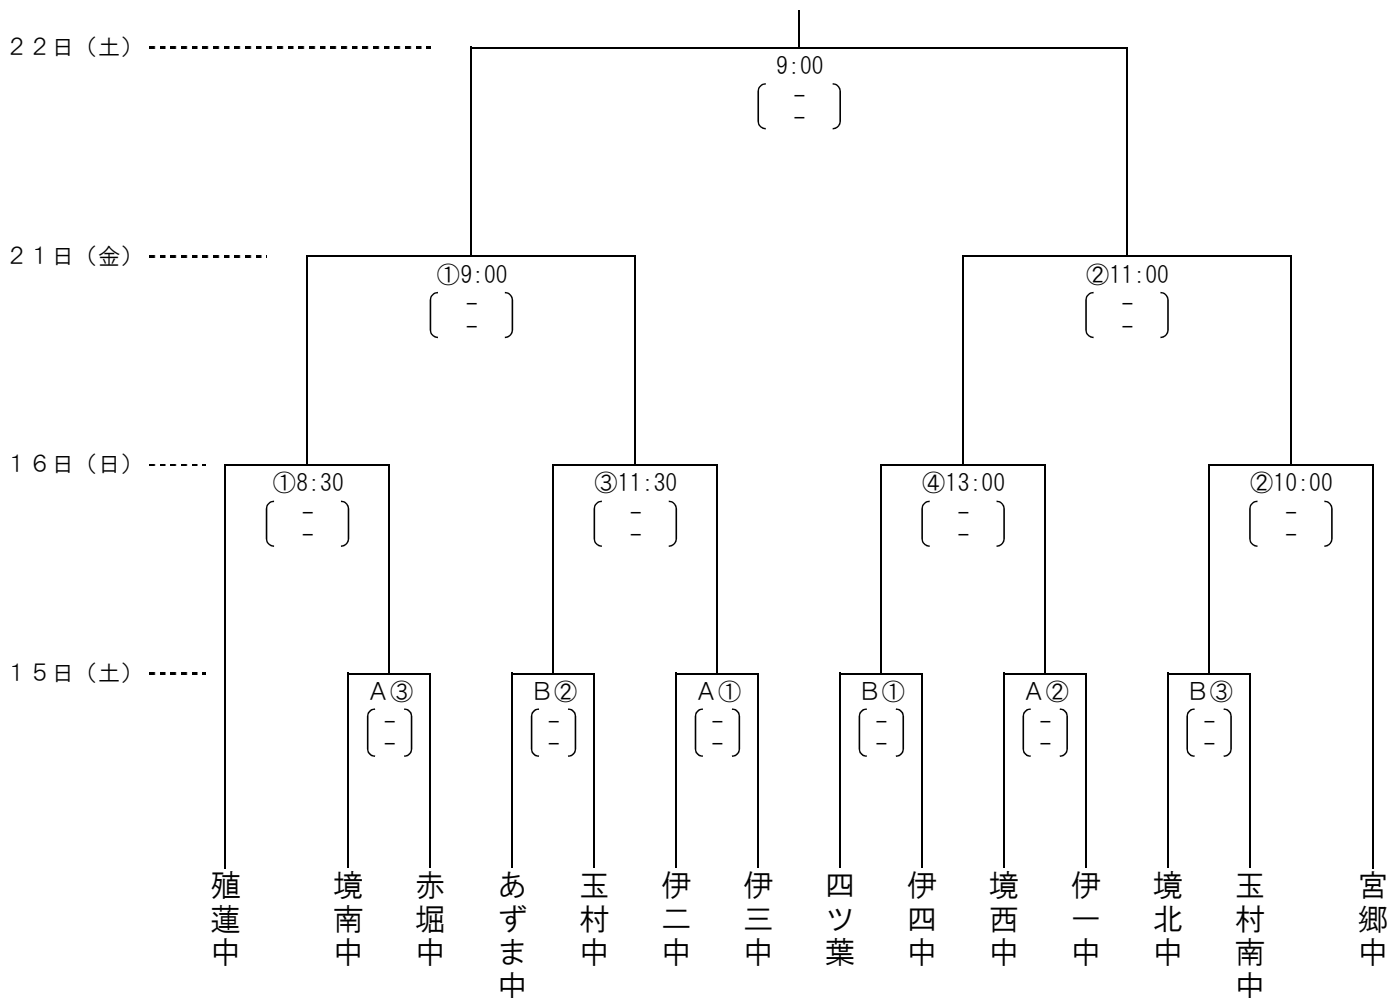 ２２日（土）
9:00
－
－
２１日（金）
①9:00
②11:00
－
－
－
－
１６日（日）
①8:30
③11:30
④13:00
②10:00
－
－
－
－
－
－
－
－
１５日（土）
Ａ③
Ｂ②
Ａ①
Ｂ①
Ａ②
Ｂ③
－
－
－
－
－
－
－
－
－
－
－
－
殖蓮中
境南中
赤堀中
あずま中
玉村中
伊二中
伊三中
四ツ葉
伊四中
境西中
伊一中
境北中
玉村南中
宮郷中